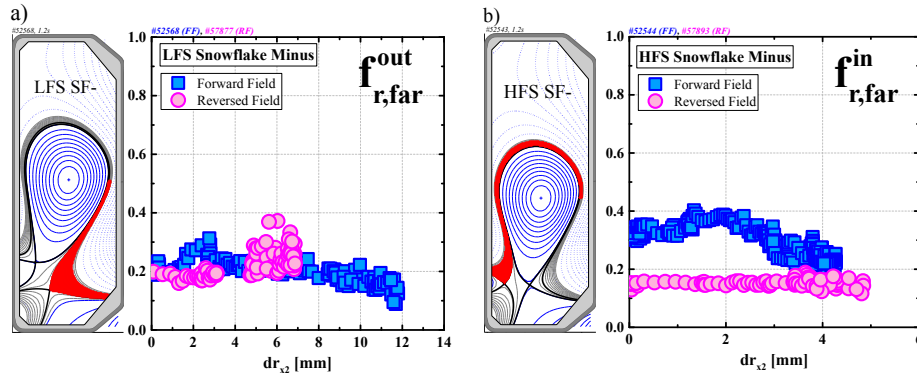 a)
#52568, 1.2s
LFS SF-
#52568 (FF), #57877 (RF)
LFS Snowflake Minus
Forward Field
Reversed Field
f out r,far
1.0
0.8
0.6
0.4
0.2
0.0
0 2 4 6 8 10 12 14
dr x2 [mm]
b)
#52543, 1.2s
HFS SF-
#52544 (FF), #57893 (RF)
HFS Snowflake Minus
Forward Field
Reversed Field
f in r,far
1.0
0.8
0.6
0.4
0.2
0.0
0 2 4 6
dr x2 [mm]